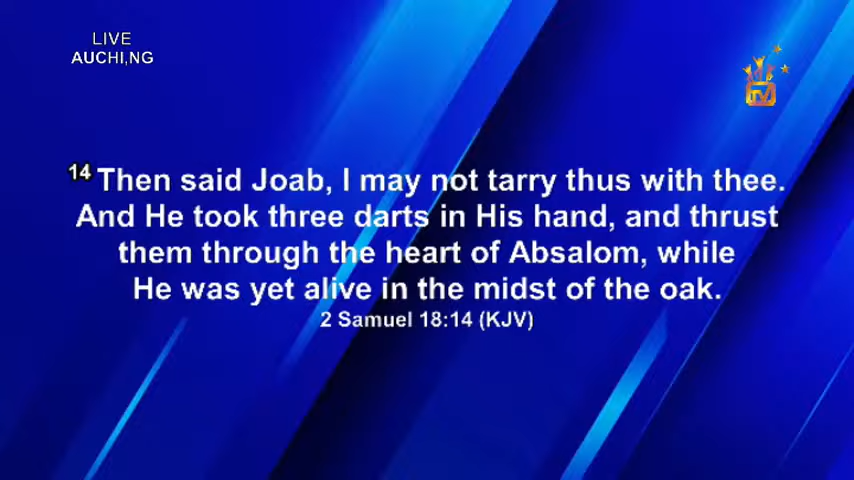 LIVE
AUCHI,NG
TV
14 Then said Joab, I may not tarry thus with thee.
And He took three darts in His hand, and thrust
them through the heart of Absalom, while
He was yet alive in the midst of the oak.
2 Samuel 18:14 (KJV)